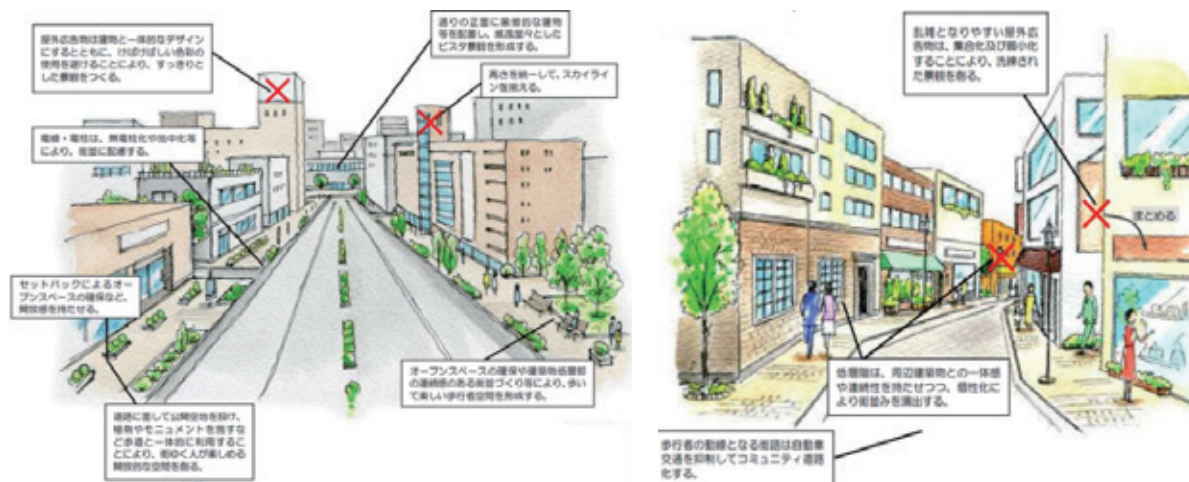 屋外広告物は建物と一体的なデザイン
にするとともに、けばけばしい色彩の
使用を避けることにより、すっきりと
した景観をつくる。
通りの正面に象徴的な建物
等を配置し、威風堂々とした
ビスタ景観を形成する。
高さを統一して、スカイライ
ンを揃える。
電線・電柱は、無電柱化や地中化等
により、街並に配慮する。
セットバックによるオー
プンスペースの確保など、
開放感を持たせる。
オープンスペースの確保や建築物低層部
の連続感のある街並づくり等により、歩い
て楽しい歩行者空間を形成する。
道路に面して公開空地を設け、
植栽やモニュメントを施すな
ど歩道と一体的に利用するこ
とにより、街ゆく人が楽しめる
開放的な空間を創る。
乱雑となりやすい屋外広
告物は、集合化及び最小化
することにより、洗練され
た景観を創る。
まとめる
低層階は、周辺建築物との一体感
や連続性を持たせつつ、個性化に
より街並みを演出する。
歩行者の動線となる街路は自動車
交通を抑制してコミュニティ道路
化する。